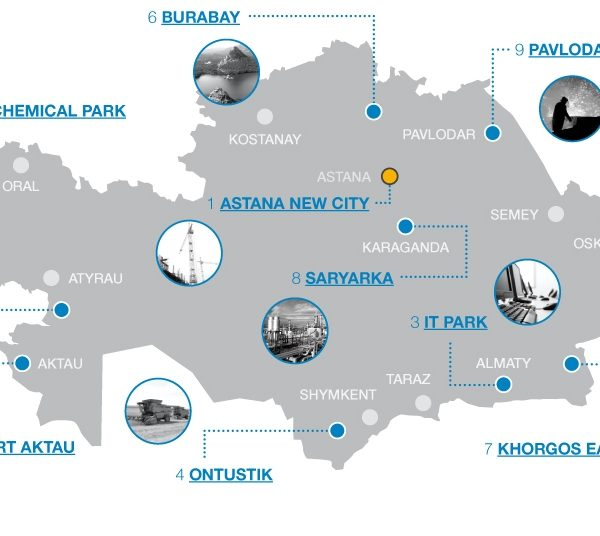 6 BURABAY
9 PAVLODA
CHEMICAL PARK
KOSTANAY
PAVLODAR
ASTANA
ORAL
1 ASTANA NEW CITY
SEMEY
OSK
KARAGANDA
ATYRAU
8 SARYARKA
3 IT PARK
AKTAU
ALMATY
TARAZ
SHYMKENT
RT AKTAU
7 KHORGOS EA
4 ONTUSTIK